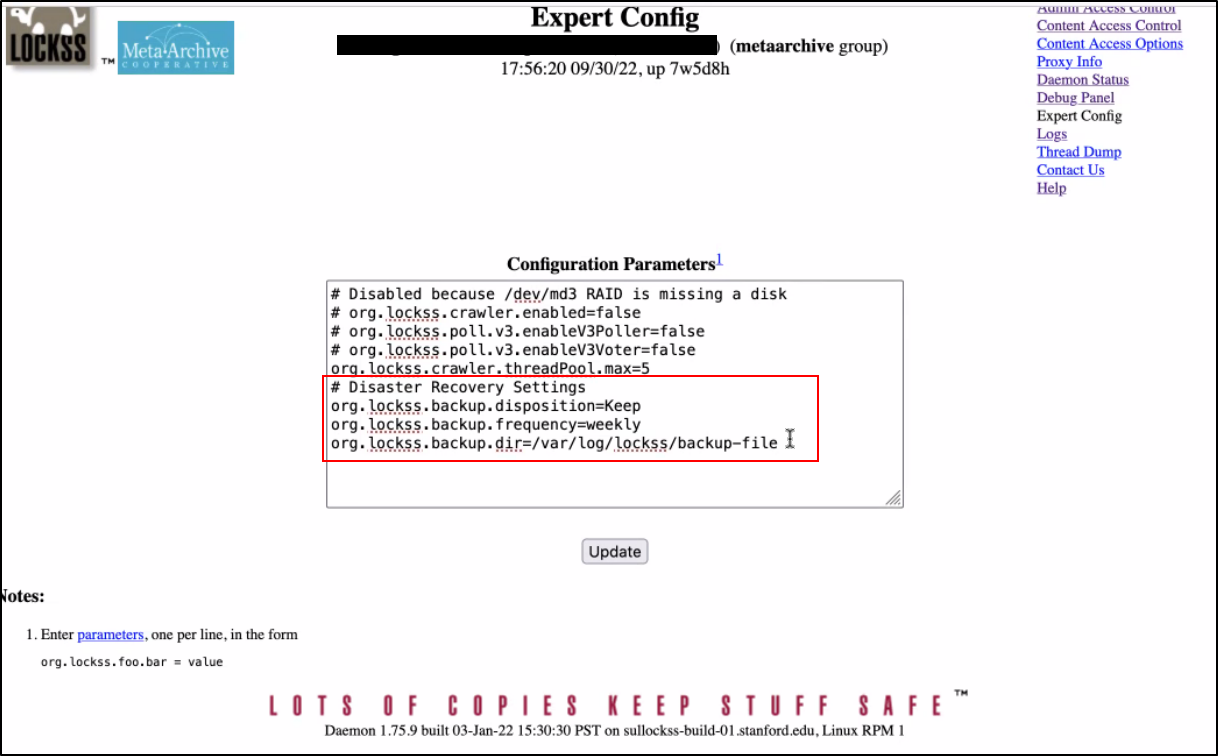 LOCKSS
™
Meta·Archive
COOPERATIVE
Expert Config
) (metaarchive group)
17:56:20 09/30/22, up 7w5d8h
Admin Access Control
Content Access Control
Content Access Options
Proxy Info
Daemon Status
Debug Panel
Expert Config
Logs
Thread Dump
Contact Us
Help
Configuration Parameters1
# Disabled because /dev/md3 RAID is missing a disk
# org.lockss.crawler.enabled=false
# org.lockss.poll.v3.enableV3Poller=false
# org.lockss.poll.v3.enableV3Voter=false
org.lockss.crawler.threadPool.max=5
# Disaster Recovery Settings
org.lockss.backup.disposition=Keep
org.lockss.backup.frequency=weekly
org.lockss.backup.dir=/var/log/lockss/backup-file
Update
Notes:
1. Enter parameters, one per line, in the form
org.lockss.foo.bar = value
LOTS OF COPIES KEEP STUFF SAFE ™
Daemon 1.75.9 built 03-Jan-22 15:30:30 PST on sullockss-build-01.stanford.edu, Linux RPM 1